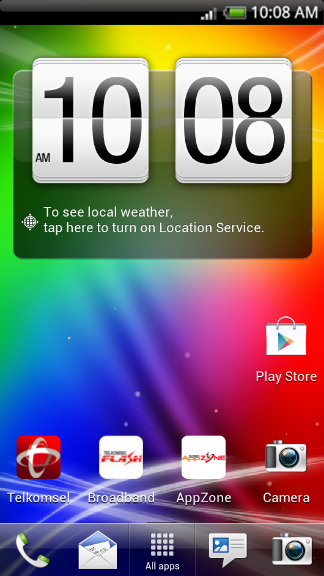 10:08 AM
AM 10 08
To see local weather,
tap here to turn on Location Service.
Play Store
TELKOMSEL
FLASH
APPZONE
Telkomsel Broadband AppZone Camera
All apps